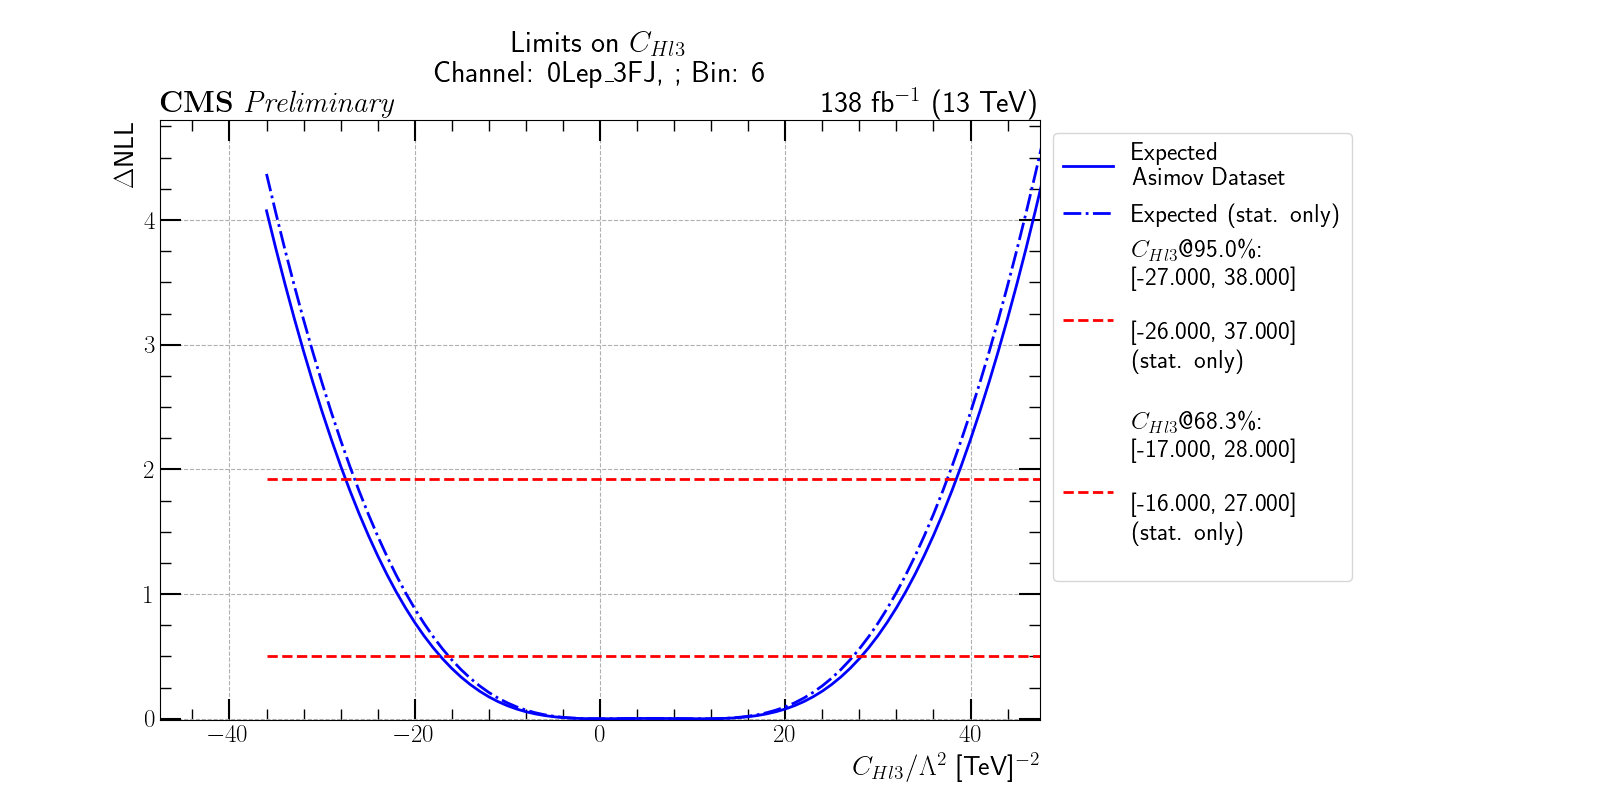 Limits on C_{Hl3}
Channel: 0Lep_3FJ, ; Bin: 6
CMS Preliminary
138 fb^{-1} (13 TeV)
ΔNLL
4
3
2
1
0
−40
−20
0
20
40
C_{Hl3}/Λ^2 [TeV]^{-2}
Expected
Asimov Dataset
Expected (stat. only)
C_{Hl3}@95.0%:
[-27.000, 38.000]
[-26.000, 37.000]
(stat. only)
C_{Hl3}@68.3%:
[-17.000, 28.000]
[-16.000, 27.000]
(stat. only)